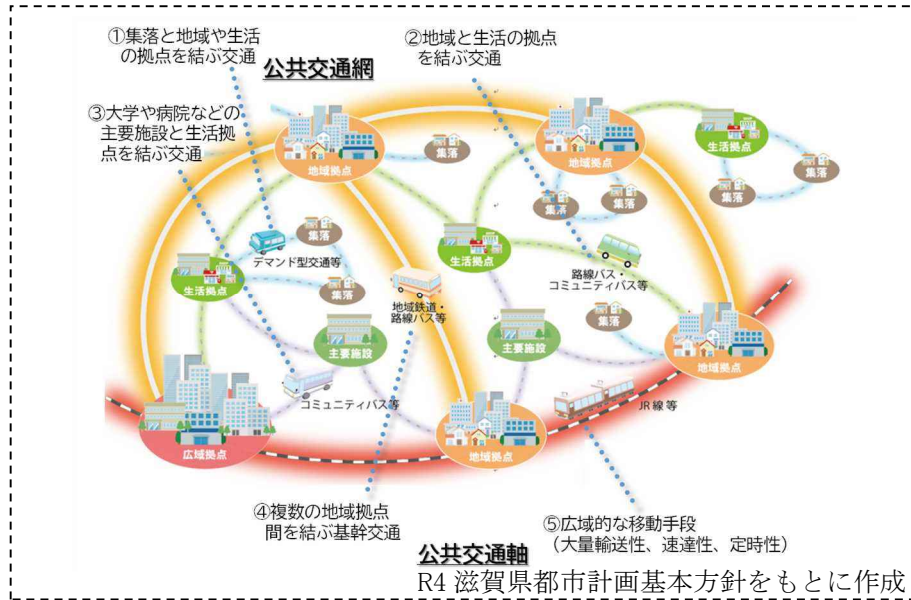 ①集落と地域や生活
の拠点を結ぶ交通
②地域と生活の拠点
を結ぶ交通
公共交通網
③大学や病院などの
主要施設と生活拠
点を結ぶ交通
地域拠点
集落
地域拠点
生活拠点
集落
集落
集落
集落
集落
デマンド型交通等
生活拠点
集落
生活拠点
集落
路線バス・
コミュニティバス等
地域鉄道・
路線バス等
集落
主要施設
主要施設
地域拠点
コミュニティバス等
JR線等
広域拠点
地域拠点
④複数の地域拠点
間を結ぶ基幹交通
⑤広域的な移動手段
（大量輸送性、速達性、定時性）
公共交通軸
R4 滋賀県都市計画基本方針をもとに作成